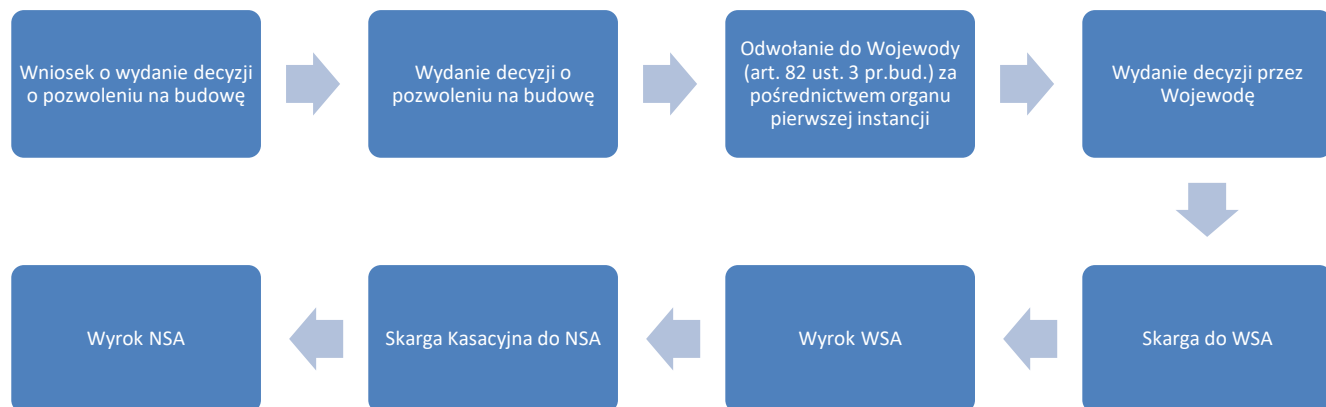 Wniosek o wydanie decyzji
o pozwoleniu na budowę
Wydanie decyzji o
pozwoleniu na budowę
Odwołanie do Wojewody
(art. 82 ust. 3 pr.bud.) za
pośrednictwem organu
pierwszej instancji
Wydanie decyzji przez
Wojewodę
Skarga do WSA
Wyrok WSA
Skarga Kasacyjna do NSA
Wyrok NSA